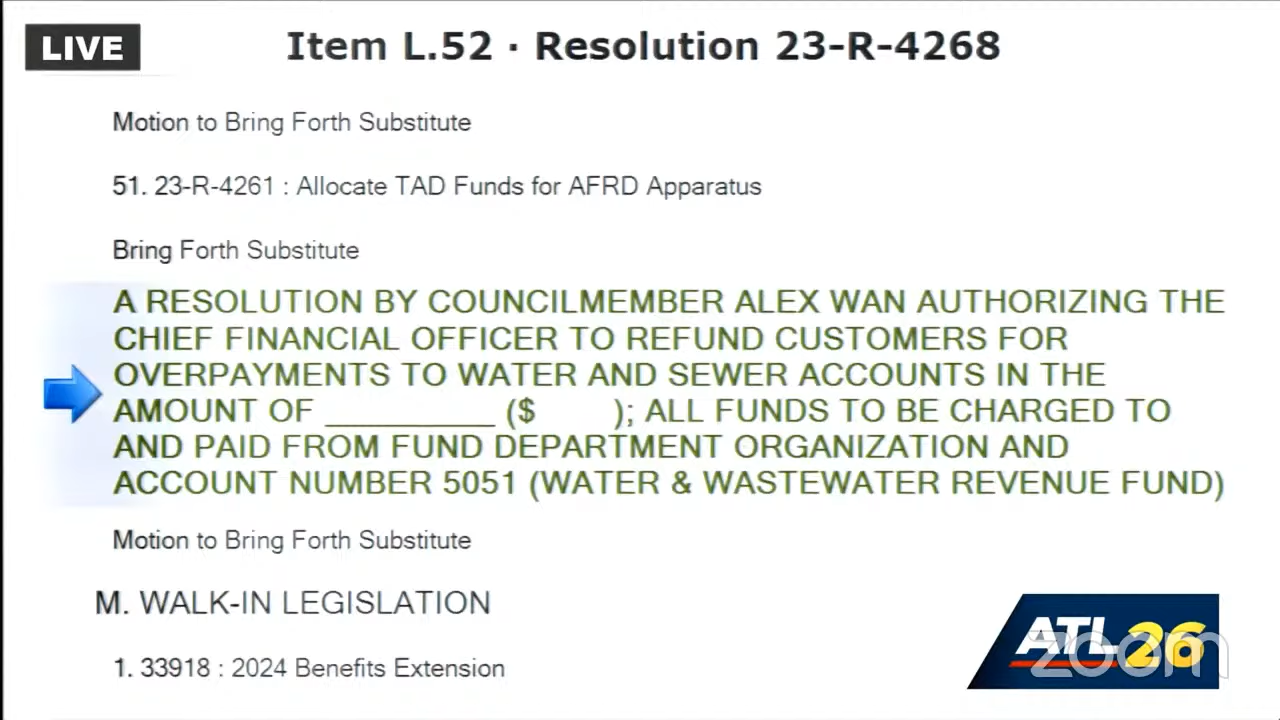 LIVE
Item L.52 · Resolution 23-R-4268
Motion to Bring Forth Substitute
51. 23-R-4261 : Allocate TAD Funds for AFRD Apparatus
Bring Forth Substitute
A RESOLUTION BY COUNCILMEMBER ALEX WAN AUTHORIZING THE
CHIEF FINANCIAL OFFICER TO REFUND CUSTOMERS FOR
OVERPAYMENTS TO WATER AND SEWER ACCOUNTS IN THE
AMOUNT OF __________ ($ ); ALL FUNDS TO BE CHARGED TO
AND PAID FROM FUND DEPARTMENT ORGANIZATION AND
ACCOUNT NUMBER 5051 (WATER & WASTEWATER REVENUE FUND)
Motion to Bring Forth Substitute
M. WALK-IN LEGISLATION
1. 33918 : 2024 Benefits Extension
ATL 26
zoom